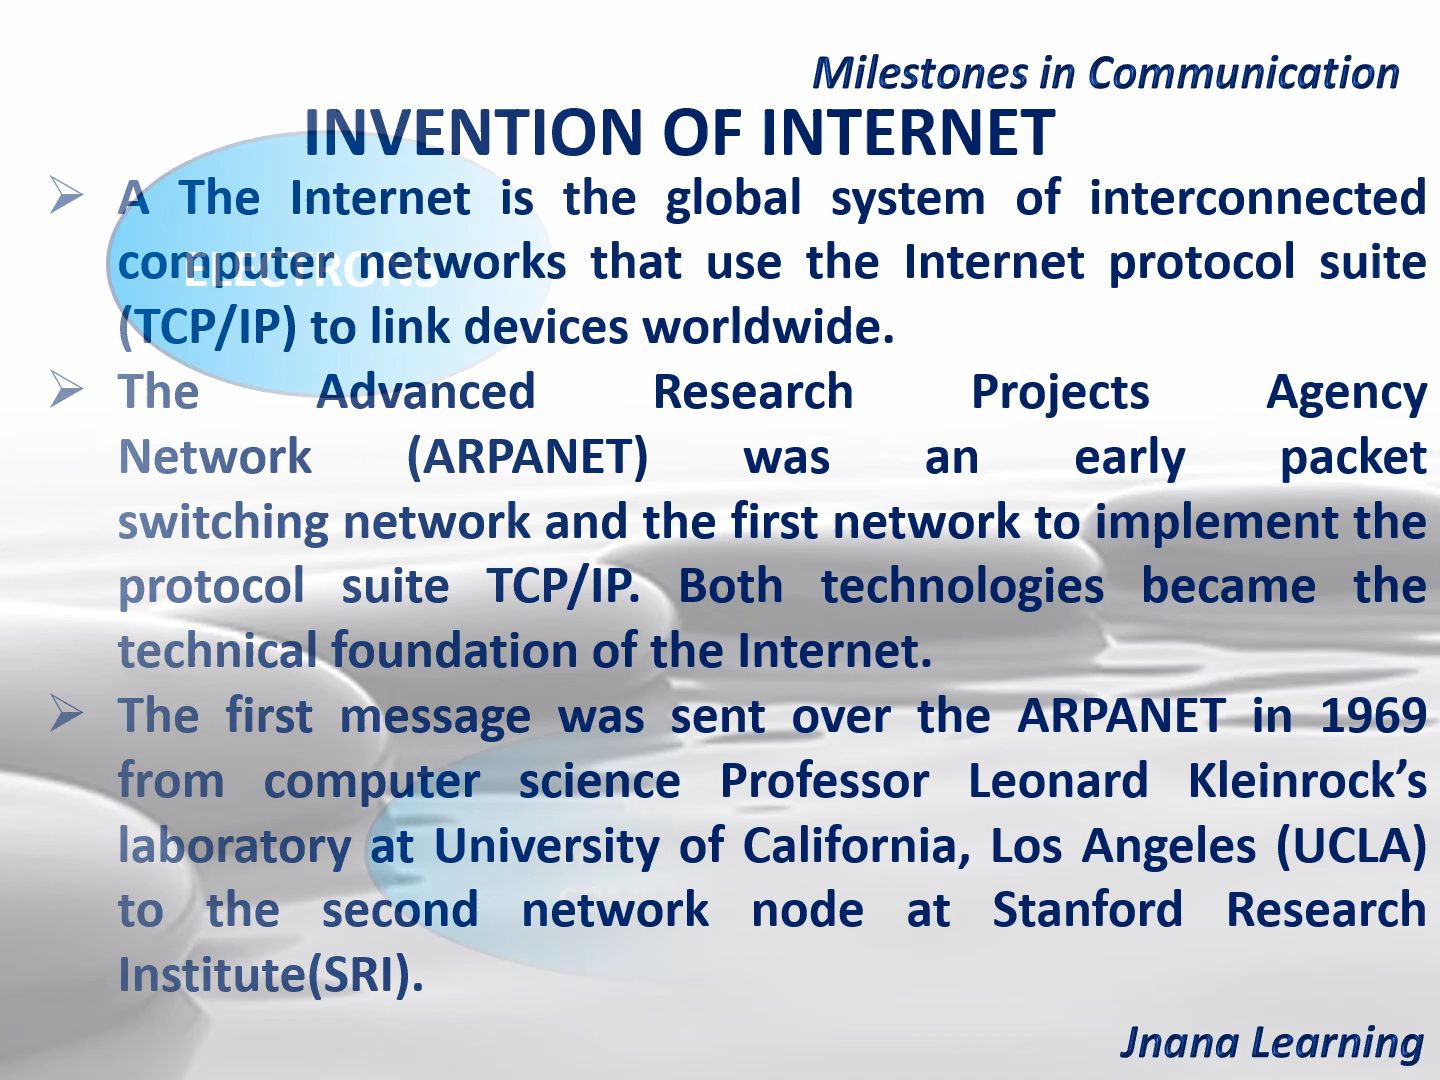 Milestones in Communication
INVENTION OF INTERNET
➢ A The Internet is the global system of interconnected
computer networks that use the Internet protocol suite
(TCP/IP) to link devices worldwide.
➢ The Advanced Research Projects Agency
Network (ARPANET) was an early packet
switching network and the first network to implement the
protocol suite TCP/IP. Both technologies became the
technical foundation of the Internet.
➢ The first message was sent over the ARPANET in 1969
from computer science Professor Leonard Kleinrock’s
laboratory at University of California, Los Angeles (UCLA)
to the second network node at Stanford Research
Institute(SRI).
ELECTRONS
Jnana Learning